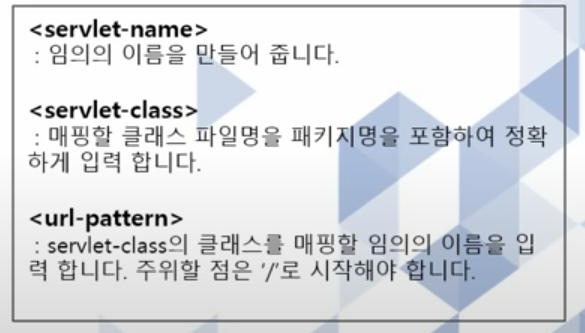 <servlet-name>
: 임의의 이름을 만들어 줍니다.
<servlet-class>
: 매핑할 클래스 파일명을 패키지명을 포함하여 정확
하게 입력 합니다.
<url-pattern>
: servlet-class의 클래스를 매핑할 임의의 이름을 입
력 합니다. 주위할 점은 '/'로 시작해야 합니다.